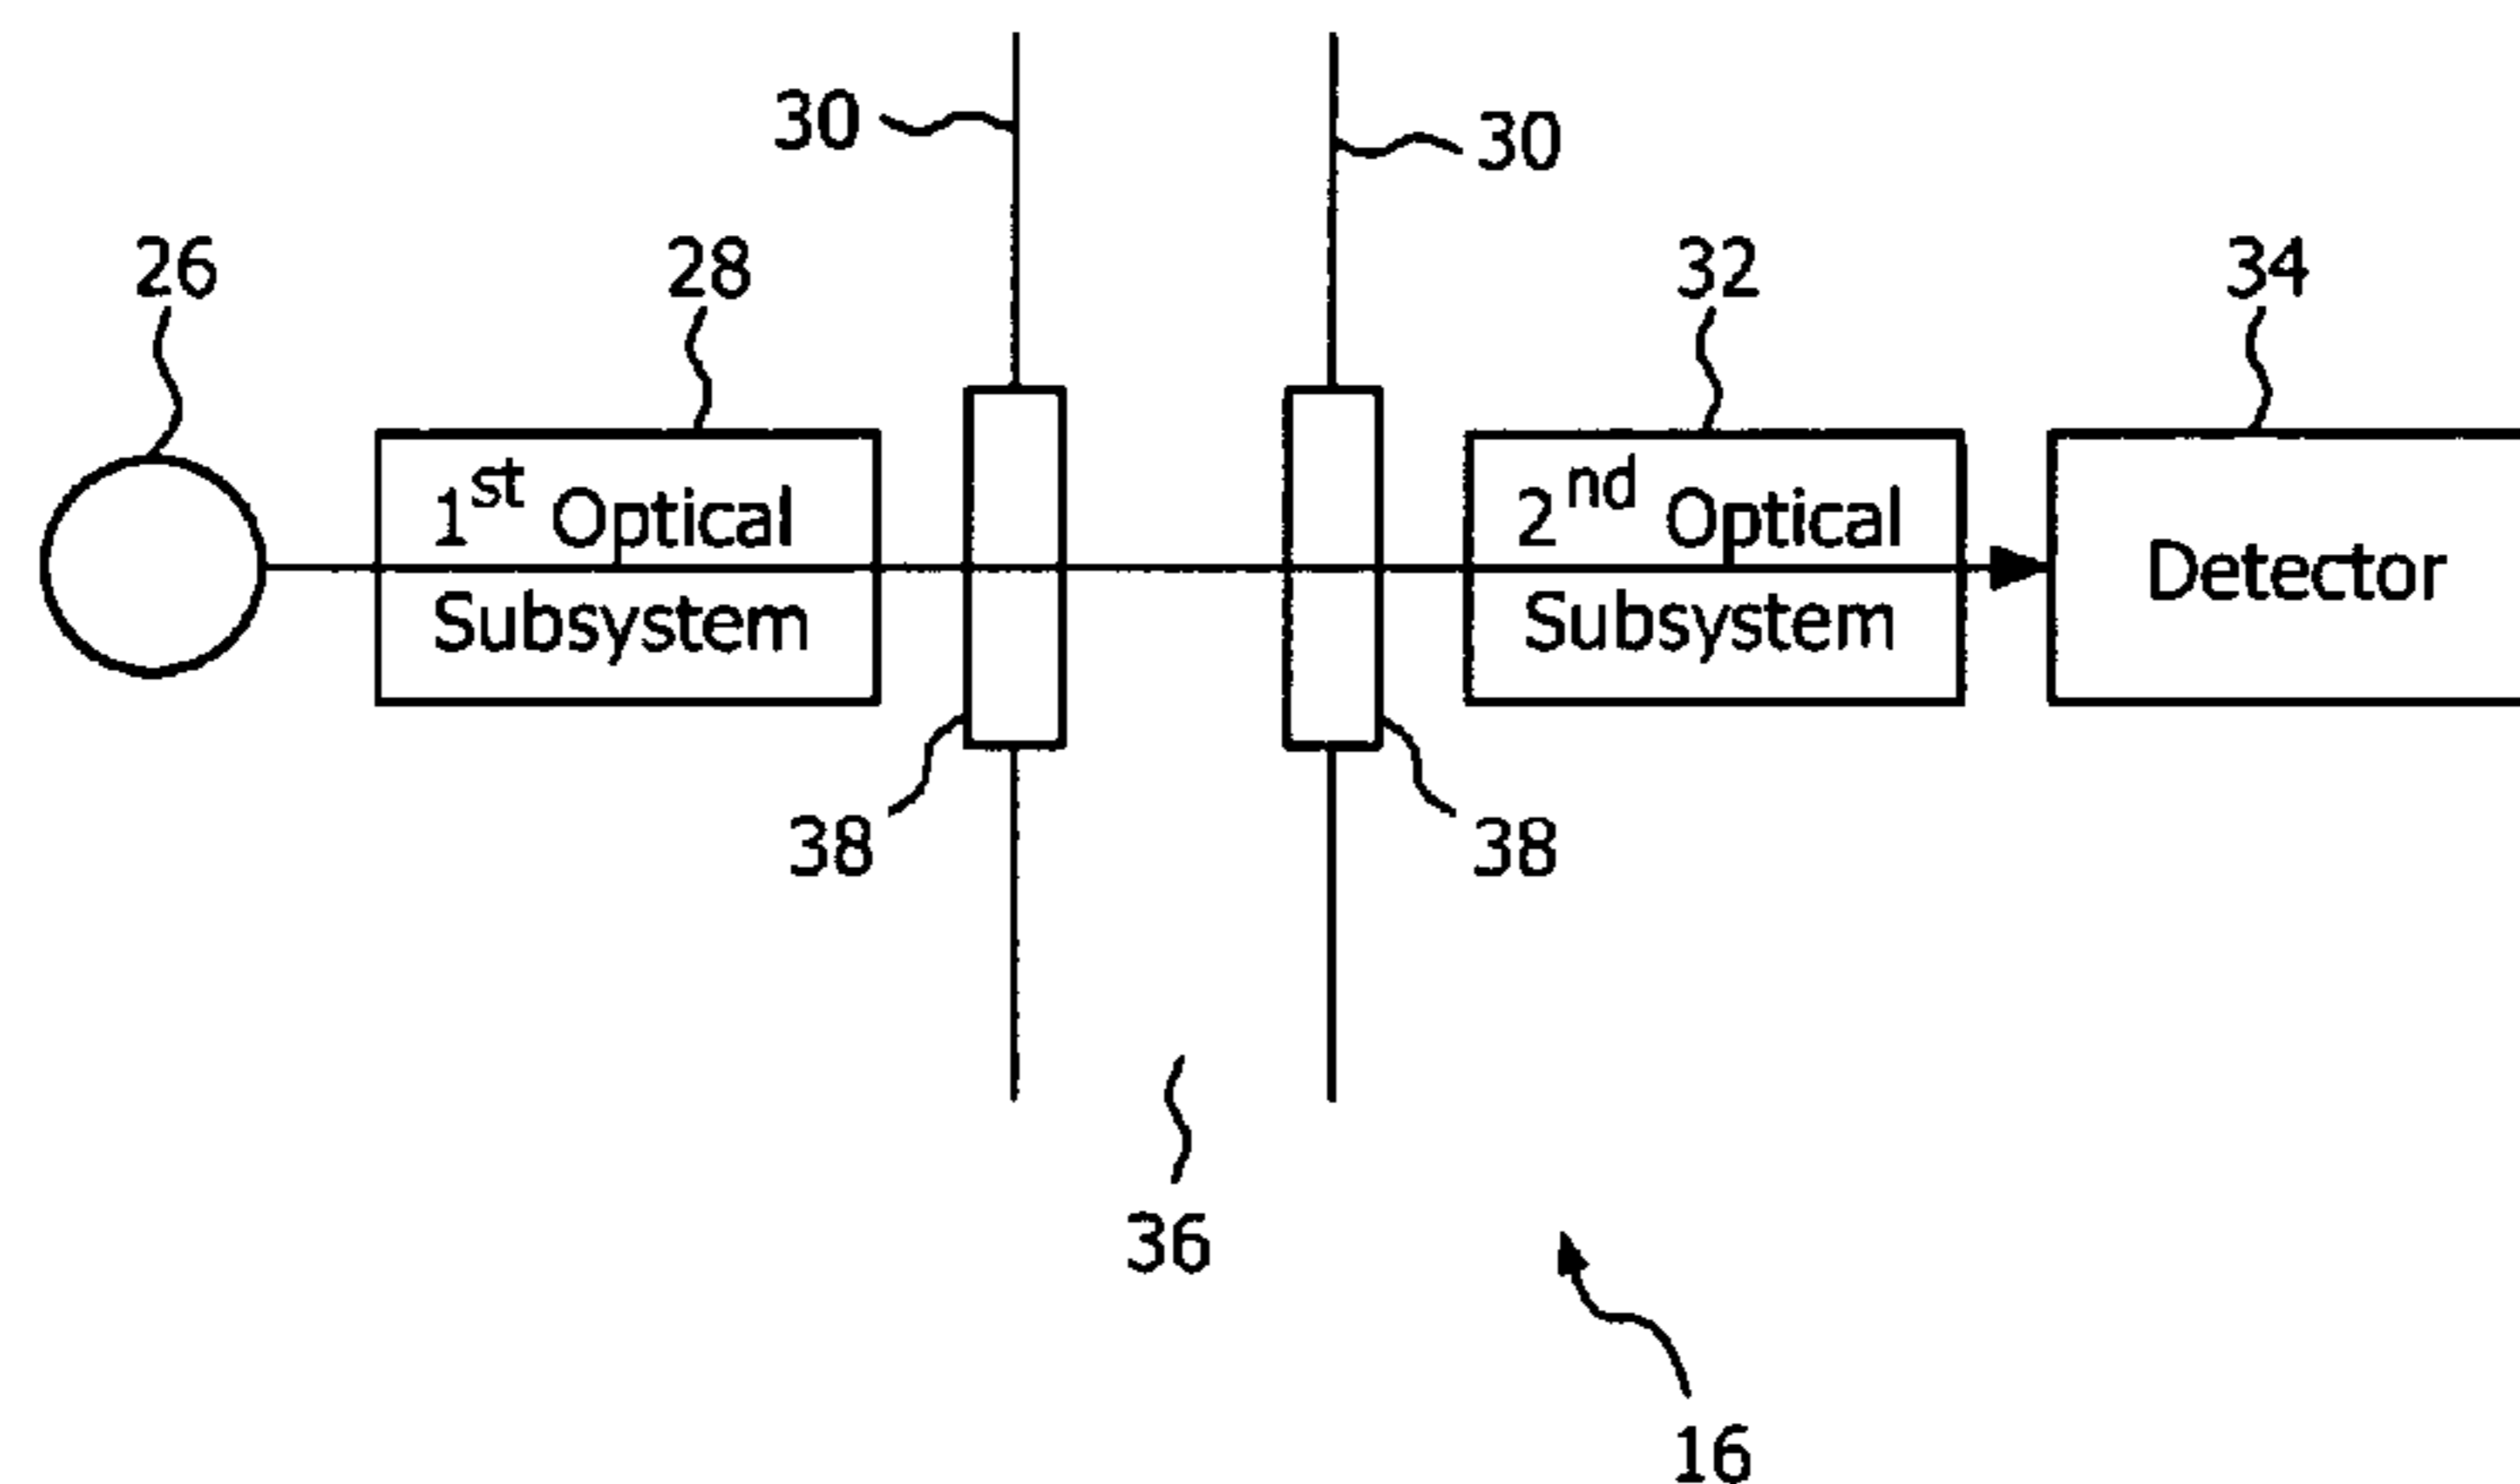 30
30
26
28
32
34
1st Optical
Subsystem
2nd Optical
Subsystem
Detector
38
38
36
16